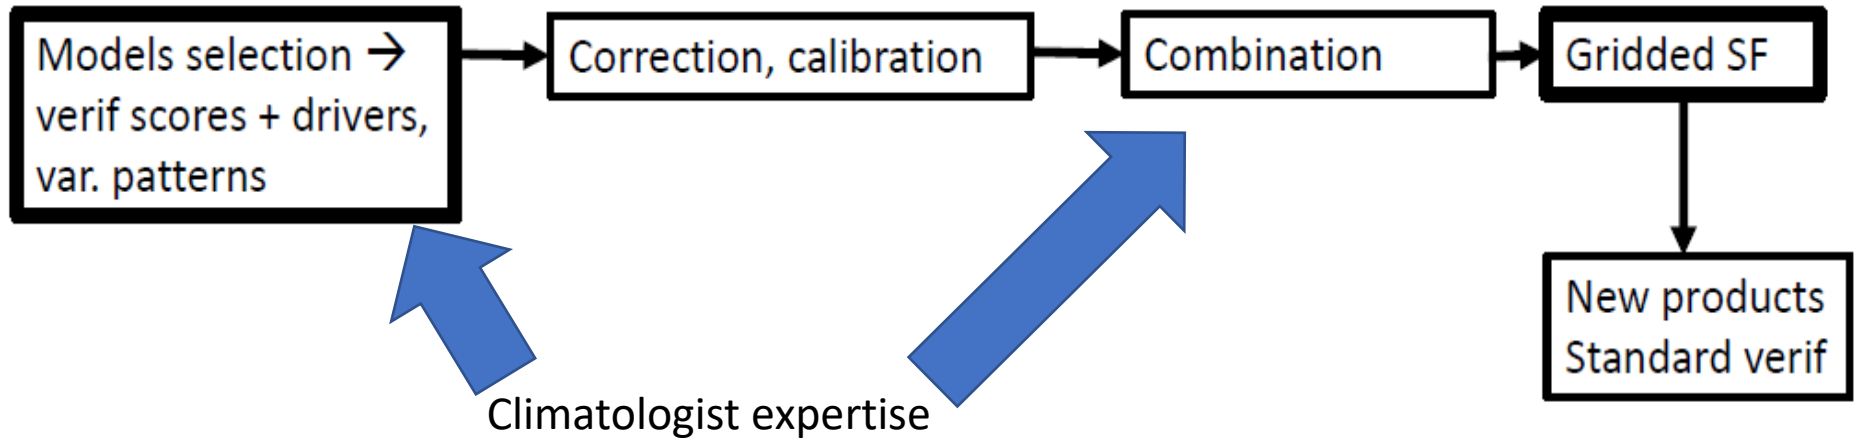 Models selection →
verif scores + drivers,
var. patterns
Correction, calibration
Combination
Gridded SF
New products
Standard verif
Climatologist expertise